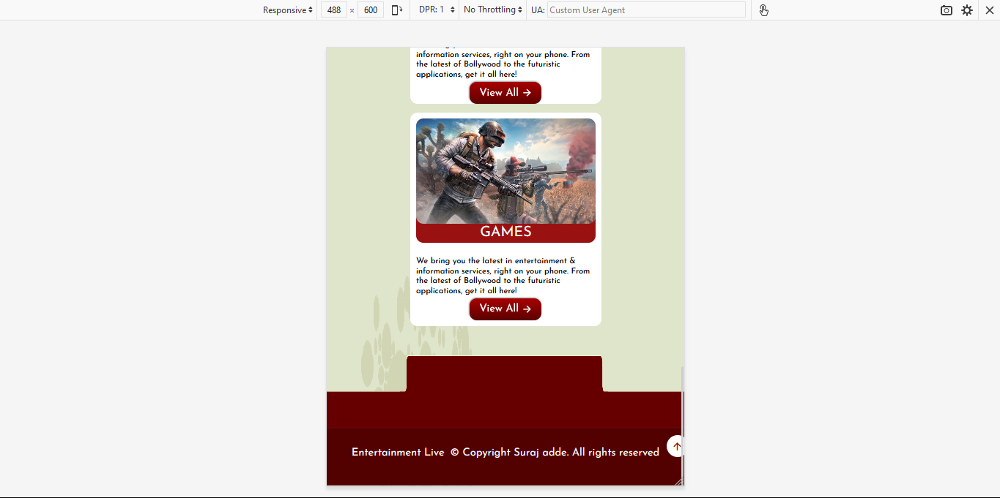 Responsive 488 × 600 DPR: 1 No Throttling UA: Custom User Agent
information services, right on your phone. From
the latest of Bollywood to the futuristic
applications, get it all here!
View All →
GAMES
We bring you the latest in entertainment &
information services, right on your phone. From
the latest of Bollywood to the futuristic
applications, get it all here!
View All →
Entertainment Live © Copyright Suraj adde. All rights reserved